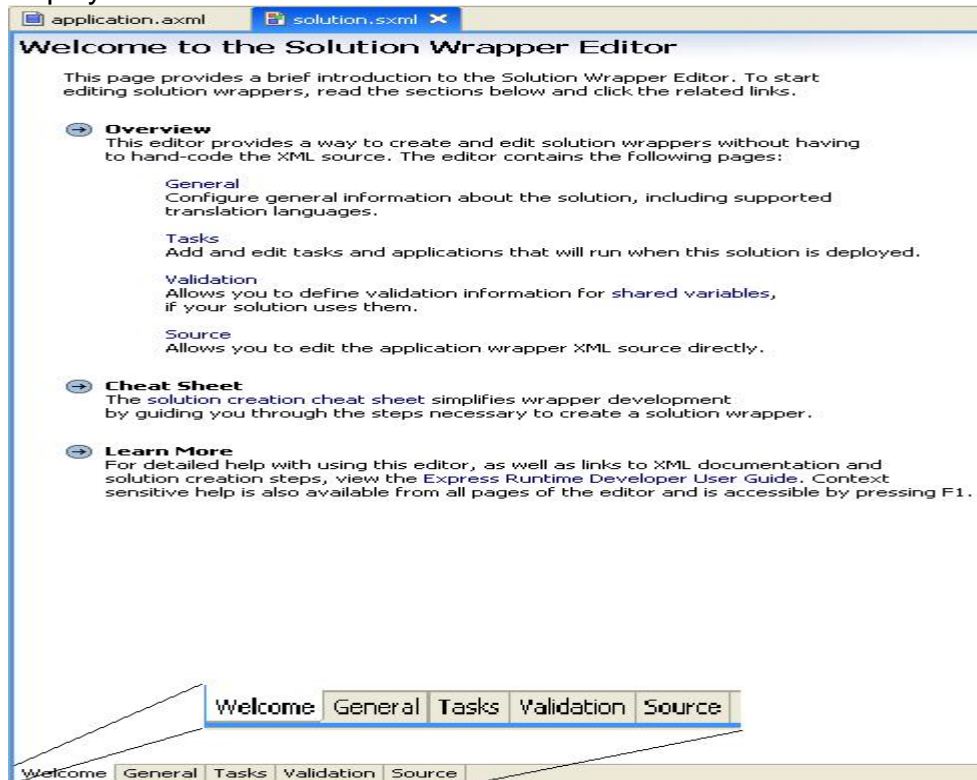 application.axml
solution.sxml
Welcome to the Solution Wrapper Editor
This page provides a brief introduction to the Solution Wrapper Editor. To start
editing solution wrappers, read the sections below and click the related links.
Overview
This editor provides a way to create and edit solution wrappers without having
to hand-code the XML source. The editor contains the following pages:
General
Configure general information about the solution, including supported
translation languages.
Tasks
Add and edit tasks and applications that will run when this solution is deployed.
Validation
Allows you to define validation information for shared variables,
if your solution uses them.
Source
Allows you to edit the application wrapper XML source directly.
Cheat Sheet
The solution creation cheat sheet simplifies wrapper development
by guiding you through the steps necessary to create a solution wrapper.
Learn More
For detailed help with using this editor, as well as links to XML documentation and
solution creation steps, view the Express Runtime Developer User Guide. Context
sensitive help is also available from all pages of the editor and is accessible by pressing F1.
Welcome General Tasks Validation Source
Welcome General Tasks Validation Source